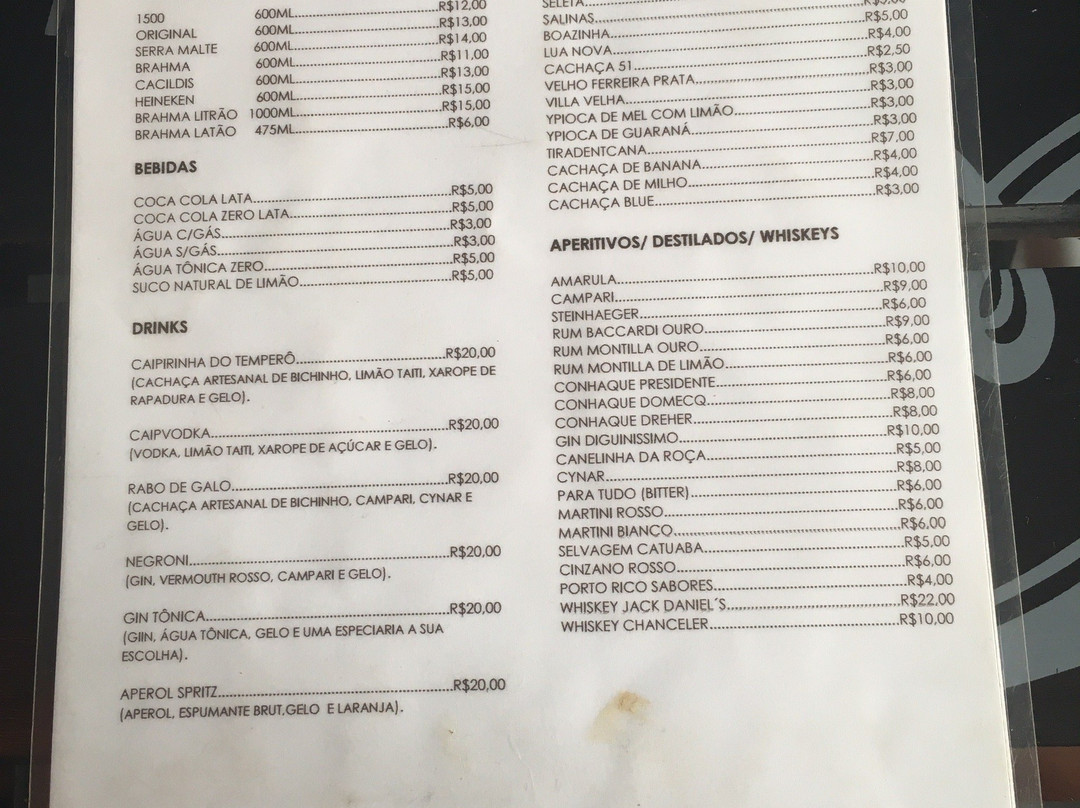 1500 600ML...R$12,00
ORIGINAL 600ML...R$13,00
SERRA MALTE 600ML...R$14,00
BRAHMA 600ML...R$11,00
CACILDIS 600ML...R$13,00
HEINEKEN 600ML...R$15,00
BRAHMA LITRÃO 1000ML...R$15,00
BRAHMA LATÃO 475ML...R$6,00
BEBIDAS
COCA COLA LATA...R$5,00
COCA COLA ZERO LATA...R$5,00
ÁGUA C/GÁS...R$3,00
ÁGUA S/GÁS...R$3,00
ÁGUA TÔNICA ZERO...R$5,00
SUCO NATURAL DE LIMÃO...R$5,00
DRINKS
CAIPIRINHA DO TEMPERÔ...R$20,00
(CACHAÇA ARTESANAL DE BICHINHO, LIMÃO TAITI, XAROPE DE
RAPADURA E GELO).
CAIPVODKA...R$20,00
(VODKA, LIMÃO TAITI, XAROPE DE AÇÚCAR E GELO).
RABO DE GALO...R$20,00
(CACHAÇA ARTESANAL DE BICHINHO, CAMPARI, CYNAR E
GELO).
NEGRONI...R$20,00
(GIN, VERMOUTH ROSSO, CAMPARI E GELO).
GIN TÔNICA...R$20,00
(GIIN, ÁGUA TÔNICA, GELO E UMA ESPECIARIA A SUA
ESCOLHA).
APEROL SPRITZ...R$20,00
(APEROL, ESPUMANTE BRUT,GELO E LARANJA).
SELETA...
SALINAS...R$5,00
BOAZINHA...R$5,00
LUA NOVA...R$4,00
CACHAÇA 51...R$2,50
VELHO FERREIRA PRATA...R$3,00
VILLA VELHA...R$3,00
YPIOCA DE MEL COM LIMÃO...R$3,00
YPIOCA DE GUARANÁ...R$3,00
TIRADENTCANA...R$7,00
CACHAÇA DE BANANA...R$4,00
CACHAÇA DE MILHO...R$4,00
CACHAÇA BLUE...R$3,00
APERITIVOS/ DESTILADOS/ WHISKEYS
AMARULA...R$10,00
CAMPARI...R$9,00
STEINHAEGER...R$6,00
RUM BACCARDI OURO...R$9,00
RUM MONTILLA OURO...R$6,00
RUM MONTILLA DE LIMÃO...R$6,00
CONHAQUE PRESIDENTE...R$6,00
CONHAQUE DOMECQ...R$8,00
CONHAQUE DREHER...R$8,00
GIN DIGUINISSIMO...R$10,00
CANELINHA DA ROÇA...R$5,00
CYNAR...R$8,00
PARA TUDO (BITTER)...R$6,00
MARTINI ROSSO...R$6,00
MARTINI BIANCO...R$6,00
SELVAGEM CATUABA...R$5,00
CINZANO ROSSO...R$6,00
PORTO RICO SABORES...R$4,00
WHISKEY JACK DANIEL´S...R$22,00
WHISKEY CHANCELER...R$10,00